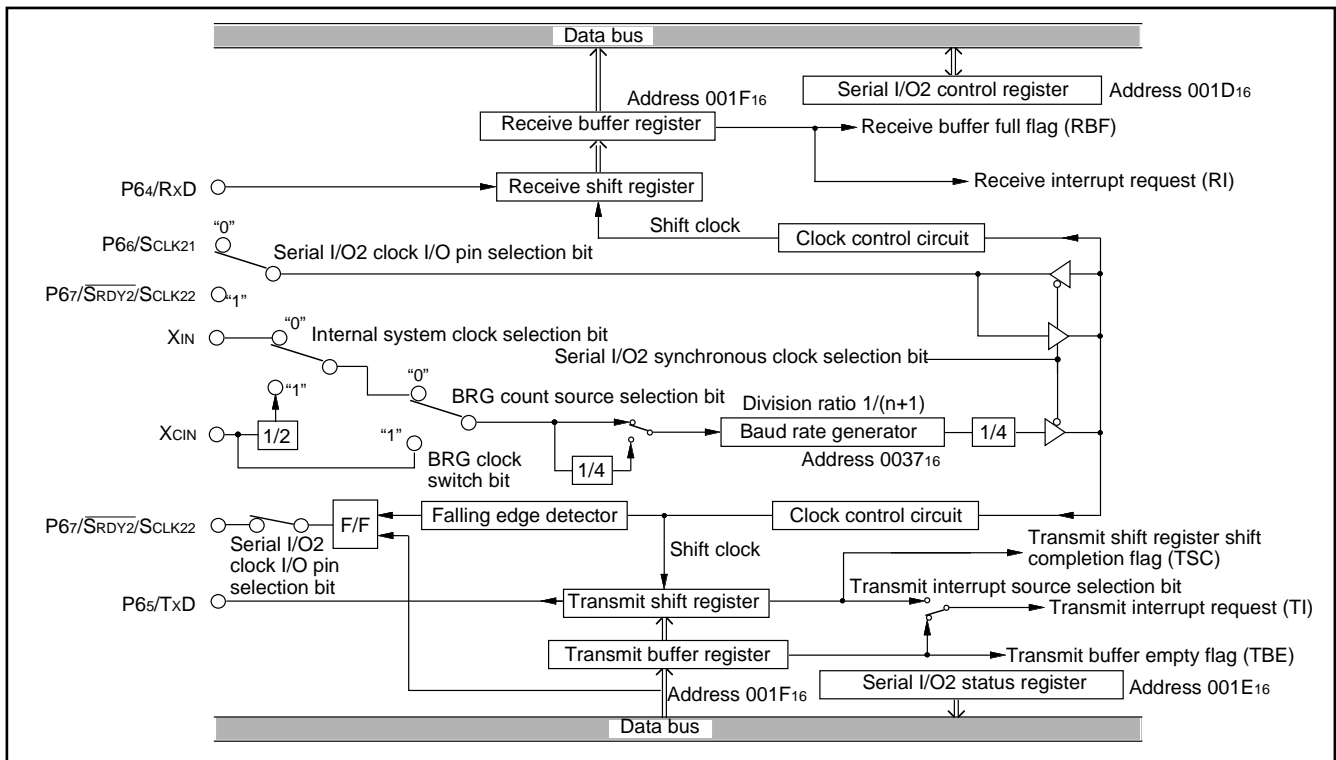 Data bus
Address 001F16
Serial I/O2 control register
Address 001D16
Receive buffer register
Receive buffer full flag (RBF)
P64/RXD
Receive shift register
Receive interrupt request (RI)
Shift clock
Clock control circuit
P66/SCLK21
“0”
Serial I/O2 clock I/O pin selection bit
P67/SRDY2/SCLK22
“1”
XIN
“0”
Internal system clock selection bit
Serial I/O2 synchronous clock selection bit
“1”
“0”
BRG count source selection bit
Division ratio 1/(n+1)
XCIN
1/2
“1”
Baud rate generator
1/4
BRG clock
switch bit
1/4
Address 003716
P67/SRDY2/SCLK22
F/F
Falling edge detector
Clock control circuit
Serial I/O2
clock I/O pin
selection bit
Shift clock
Transmit shift register shift
completion flag (TSC)
P65/TXD
Transmit shift register
Transmit interrupt source selection bit
Transmit interrupt request (TI)
Transmit buffer register
Transmit buffer empty flag (TBE)
Address 001F16
Serial I/O2 status register
Address 001E16
Data bus